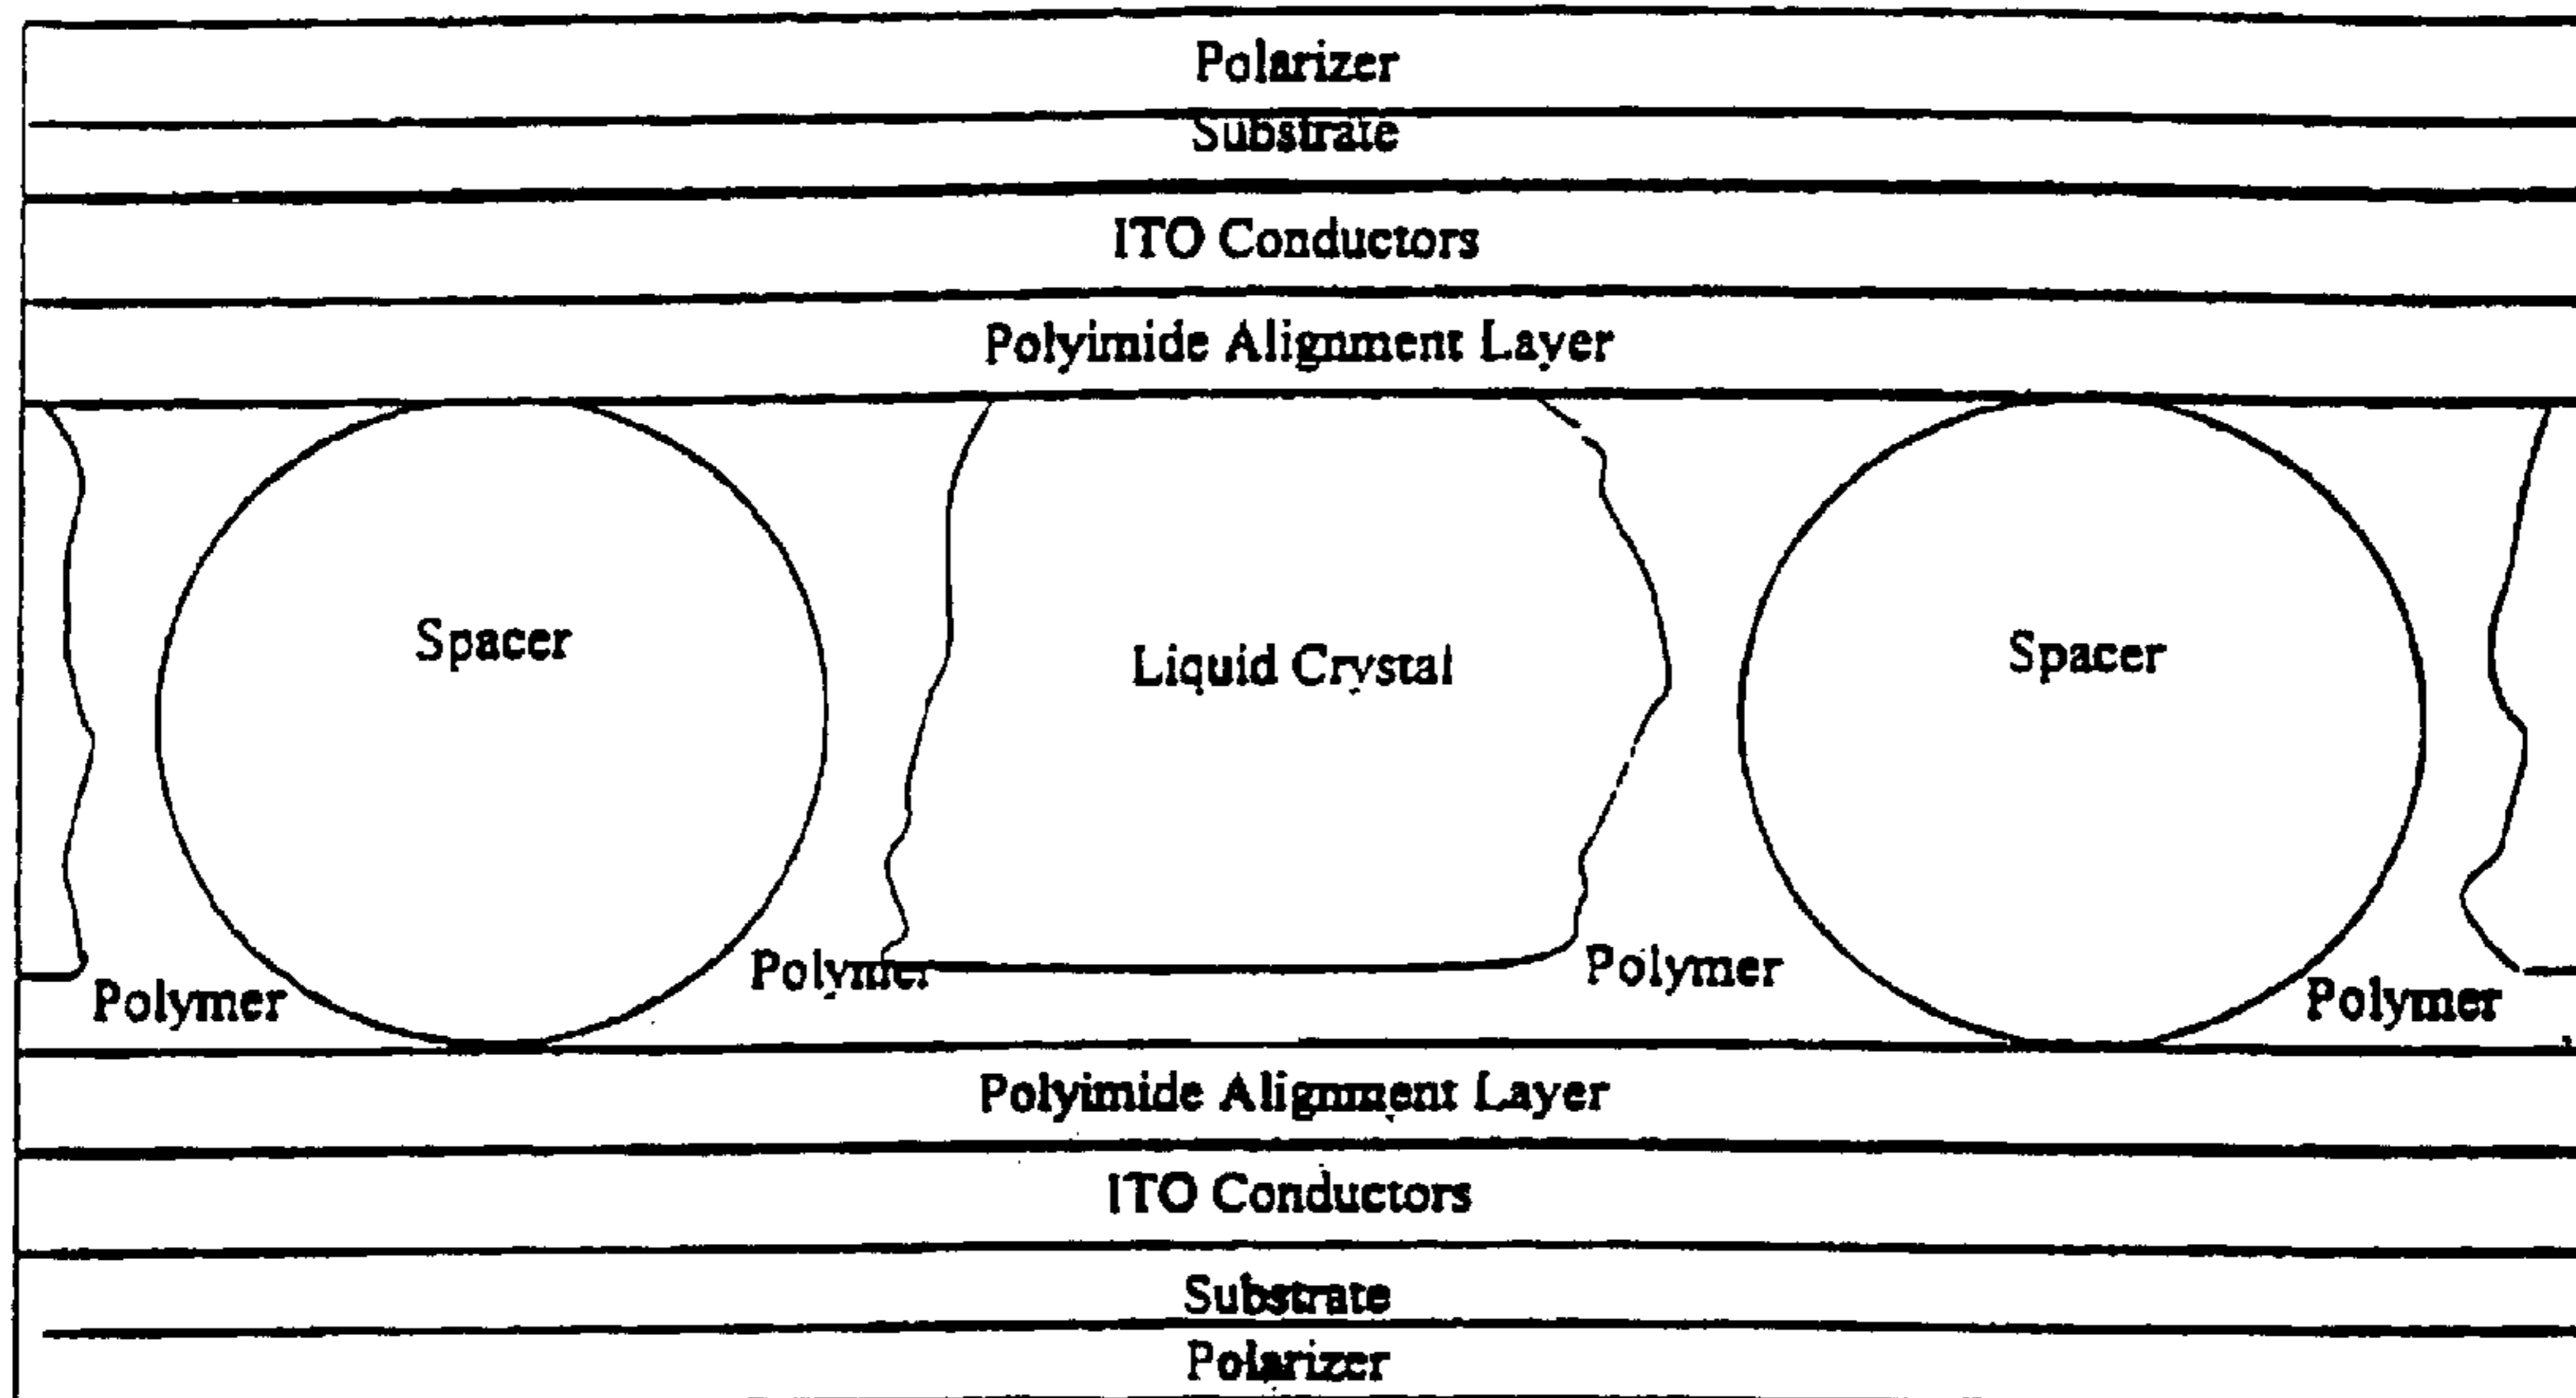 Polarizer
Substrate
ITO Conductors
Polyimide Alignment Layer
Spacer
Liquid Crystal
Spacer
Polymer
Polymer
Polymer
Polymer
Polyimide Alignment Layer
ITO Conductors
Substrate
Polarizer